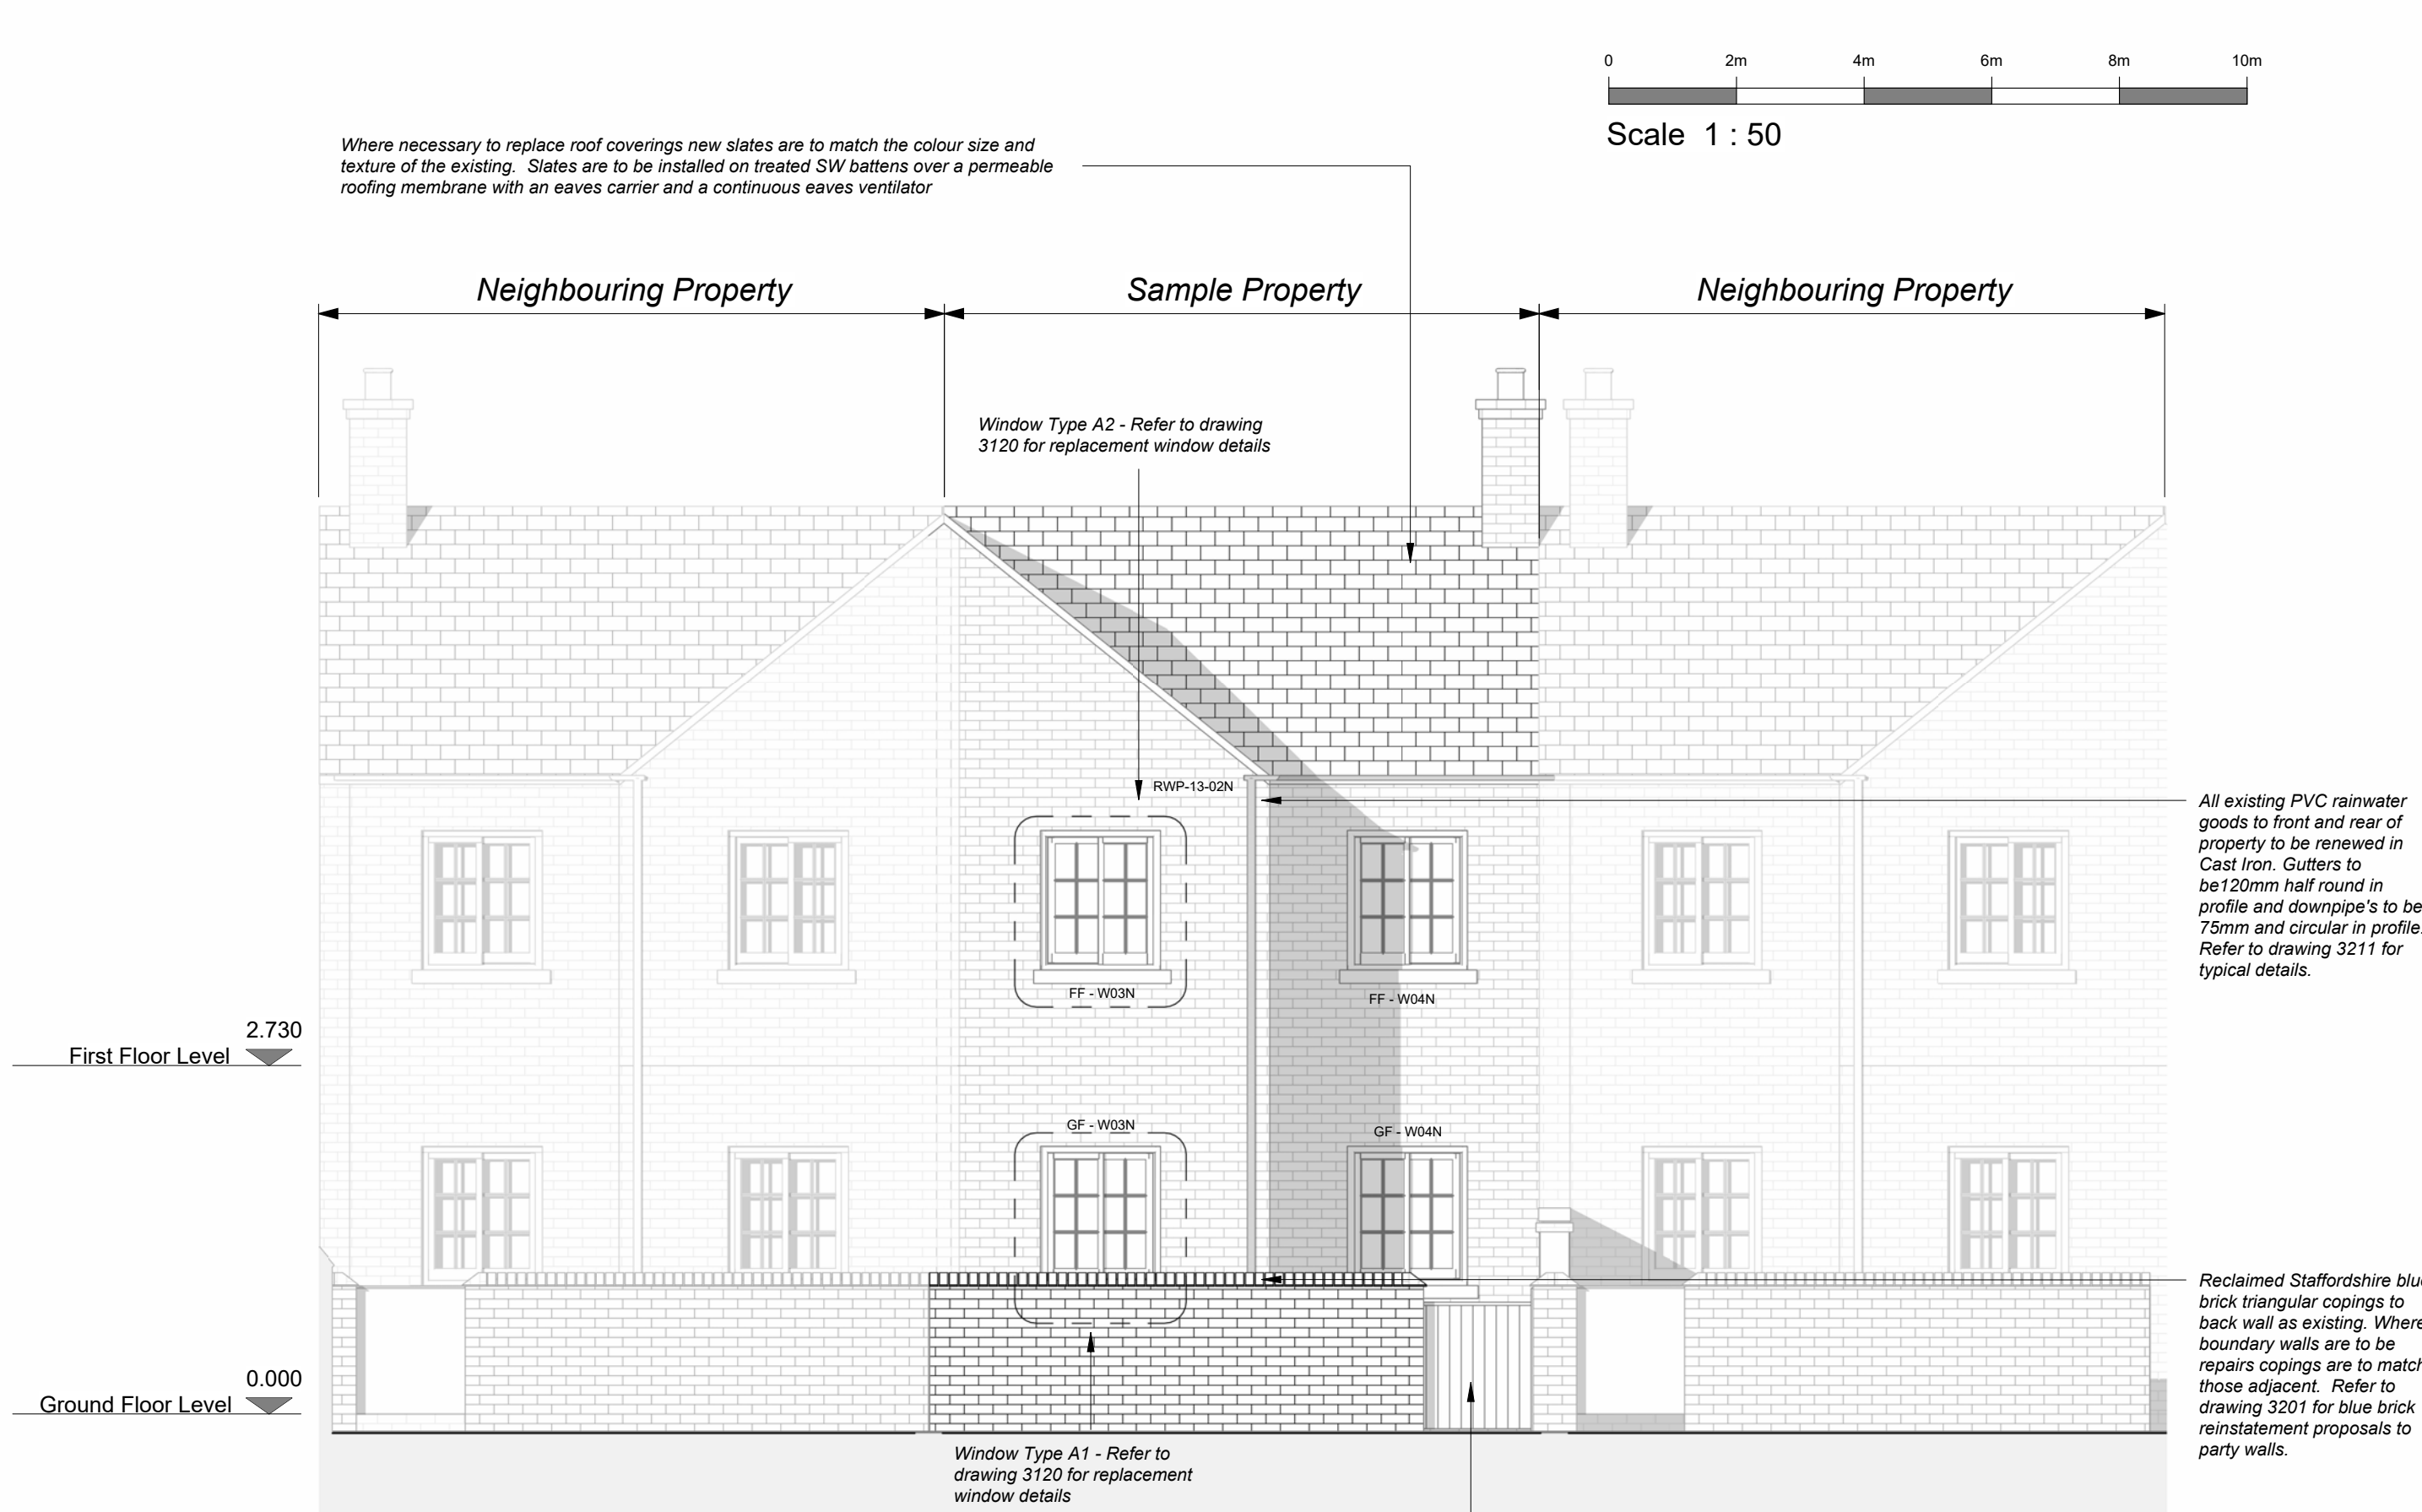 0 2m 4m 6m 8m 10m
Scale 1 : 50
Where necessary to replace roof coverings new slates are to match the colour size and
texture of the existing. Slates are to be installed on treated SW battens over a permeable
roofing membrane with an eaves carrier and a continuous eaves ventilator
Neighbouring Property
Sample Property
Neighbouring Property
Window Type A2 - Refer to drawing
3120 for replacement window details
RWP-13-02N
All existing PVC rainwater
goods to front and rear of
property to be renewed in
Cast Iron. Gutters to
be120mm half round in
profile and downpipe's to be
75mm and circular in profile.
Refer to drawing 3211 for
typical details.
FF - W03N
FF - W04N
2.730
First Floor Level
GF - W03N
GF - W04N
Reclaimed Staffordshire blue
brick triangular copings to
back wall as existing. Where
boundary walls are to be
repairs copings are to match
those adjacent. Refer to
drawing 3201 for blue brick
reinstatement proposals to
party walls.
0.000
Ground Floor Level
Window Type A1 - Refer to
drawing 3120 for replacement
window details